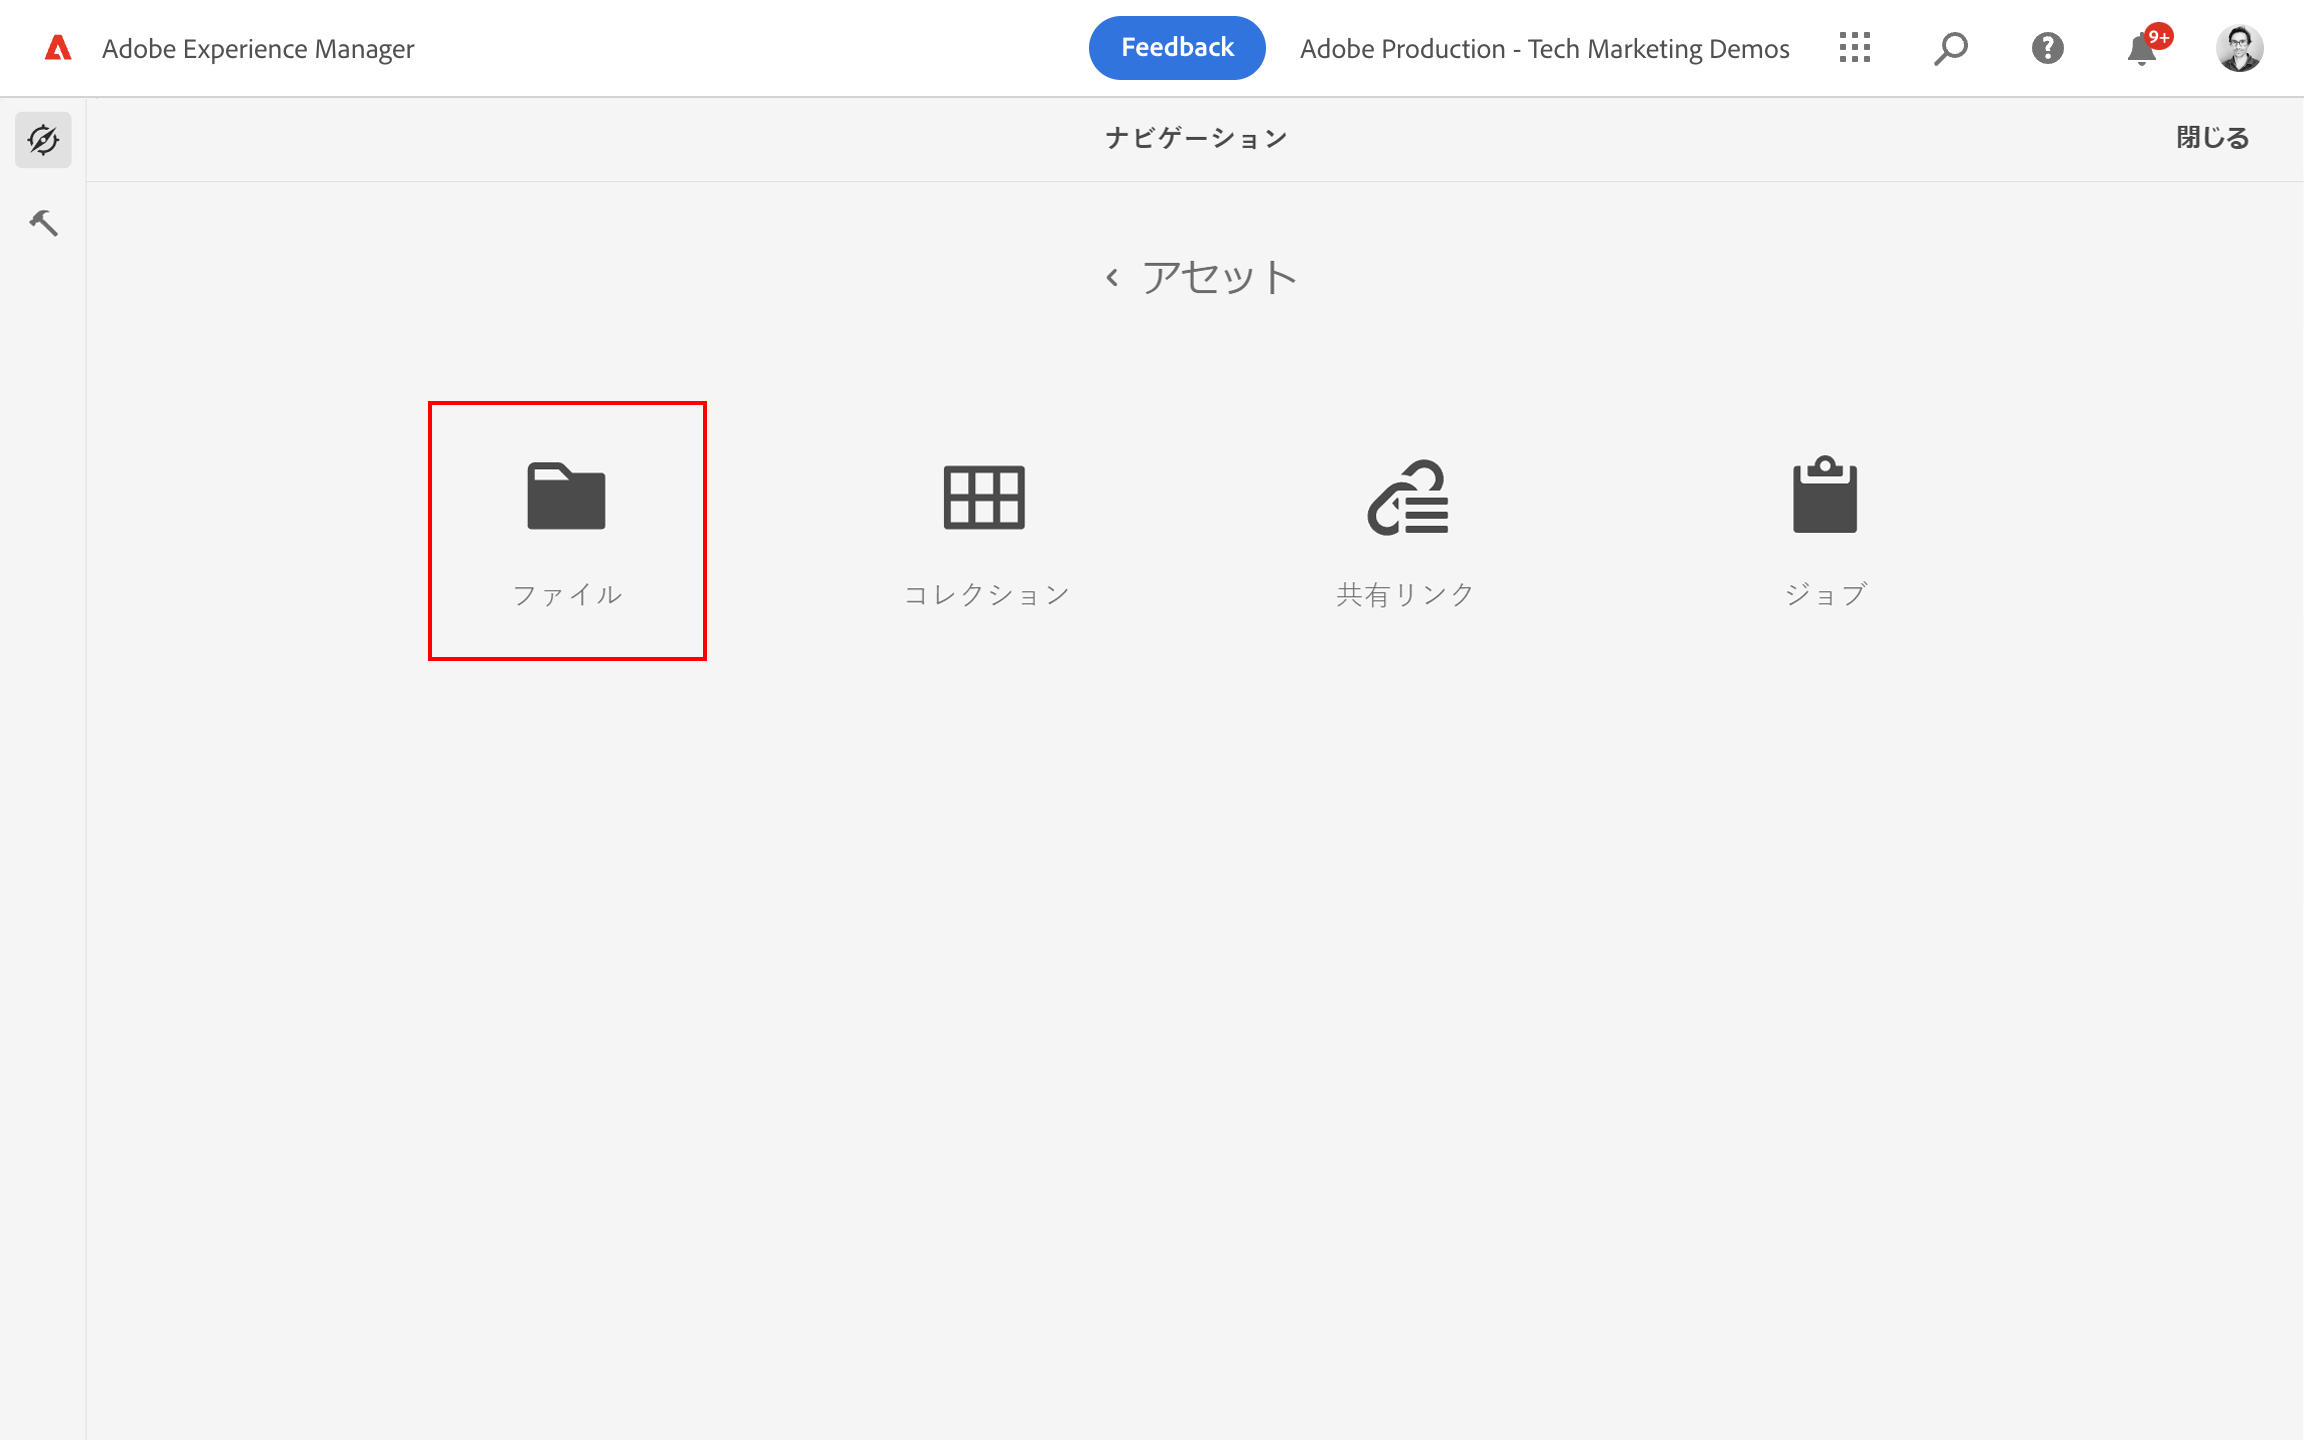 Adobe Experience Manager
Feedback
Adobe Production - Tech Marketing Demos
9+
ナビゲーション
閉じる
アセット
ファイル
コレクション
共有リンク
ジョブ